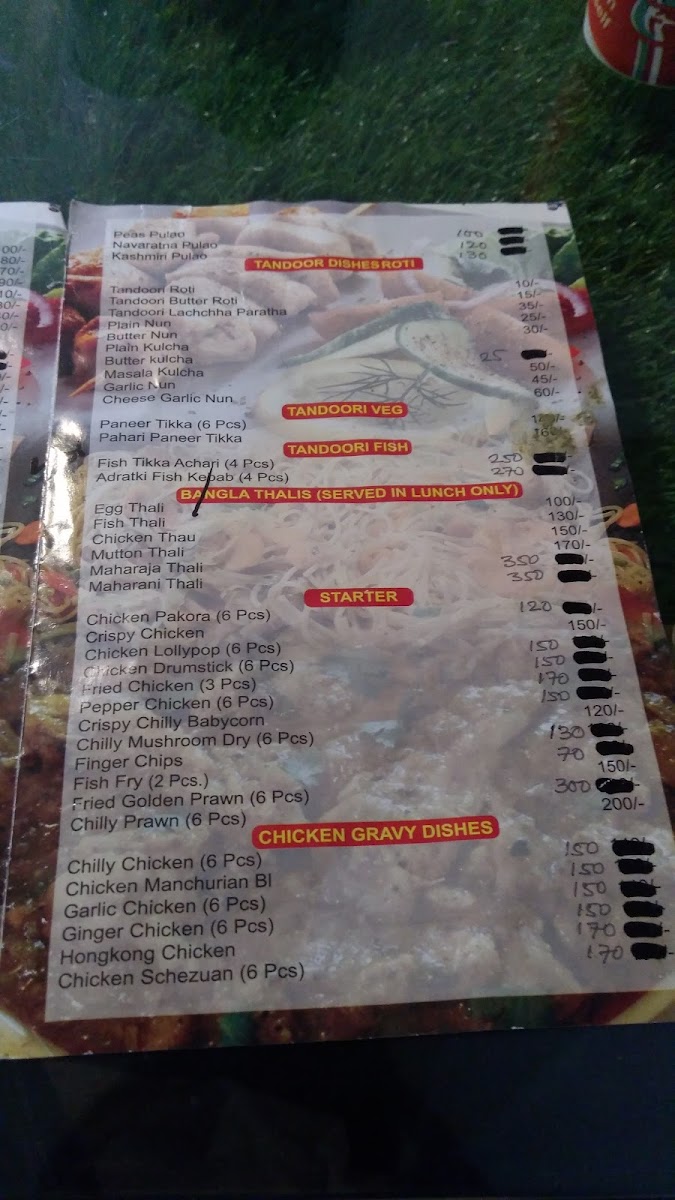 Peas Pulao 100
Navaratna Pulao 120
Kashmiri Pulao 130
TANDOOR DISHES ROTI
Tandoori Roti 10/-
Tandoori Butter Roti 15/-
Tandoori Lachchha Paratha 35/-
Plain Nun 25/-
Butter Nun 30/-
Plain Kulcha
Butter kulcha 25
Masala Kulcha 50/-
Garlic Nun 45/-
Cheese Garlic Nun 60/-
TANDOORI VEG
Paneer Tikka (6 Pcs)
Pahari Paneer Tikka
TANDOORI FISH
Fish Tikka Achari (4 Pcs) 250
Adratki Fish Kebab (4 Pcs) 270
BANGLA THALIS (SERVED IN LUNCH ONLY)
Egg Thali 100/-
Fish Thali 130/-
Chicken Thau 150/-
Mutton Thali 170/-
Maharaja Thali 350 /-
Maharani Thali 350
STARTER
Chicken Pakora (6 Pcs) 120 /-
Crispy Chicken 150/-
Chicken Lollypop (6 Pcs) 150
Chicken Drumstick (6 Pcs) 150
Fried Chicken (3 Pcs) 170
Pepper Chicken (6 Pcs) 150
Crispy Chilly Babycorn 120/-
Chilly Mushroom Dry (6 Pcs) 130
Finger Chips 70
Fish Fry (2 Pcs.) 150/-
Fried Golden Prawn (6 Pcs) 300
Chilly Prawn (6 Pcs) 200/-
CHICKEN GRAVY DISHES
Chilly Chicken (6 Pcs) 150
Chicken Manchurian Bl 150
Garlic Chicken (6 Pcs) 150
Ginger Chicken (6 Pcs) 150
Hongkong Chicken 170
Chicken Schezuan (6 Pcs) 170